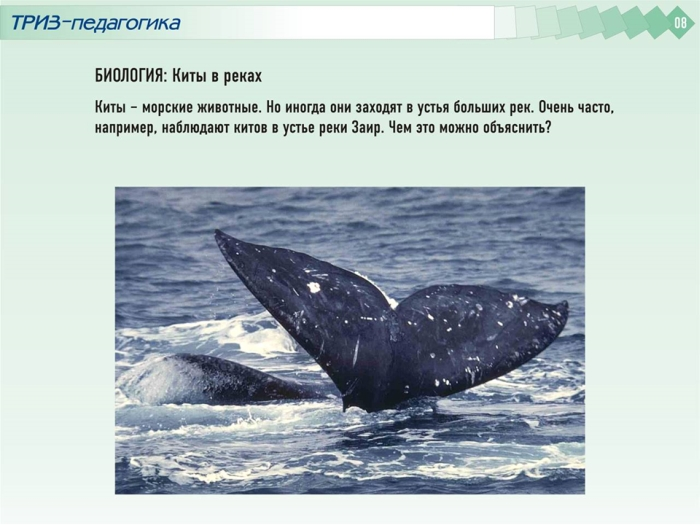 ТРИЗ-педагогика
08
БИОЛОГИЯ: Киты в реках
Киты – морские животные. Но иногда они заходят в устья больших рек. Очень часто,
например, наблюдают китов в устье реки Заир. Чем это можно объяснить?